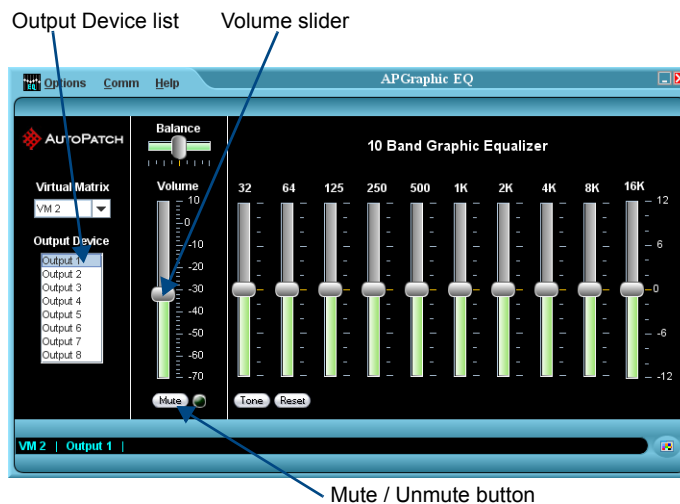 Output Device list
Volume slider
Options Comm Help
APGraphic EQ
AUTOPATCH
Balance
10 Band Graphic Equalizer
Virtual Matrix
VM 2
Volume
32 64 125 250 500 1K 2K 4K 8K 16K
10
0
-10
-20
-30
-40
-50
-60
-70
12
6
0
-6
-12
Output Device
Output 1
Output 2
Output 3
Output 4
Output 5
Output 6
Output 7
Output 8
Mute
Tone Reset
VM 2 | Output 1 |
Mute / Unmute button